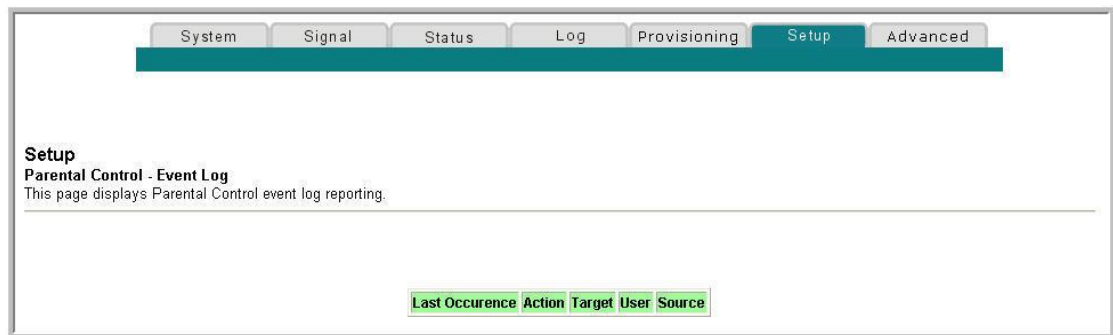 System Signal Status Log Provisioning Setup Advanced
Setup
Parental Control - Event Log
This page displays Parental Control event log reporting.
Last Occurence Action Target User Source